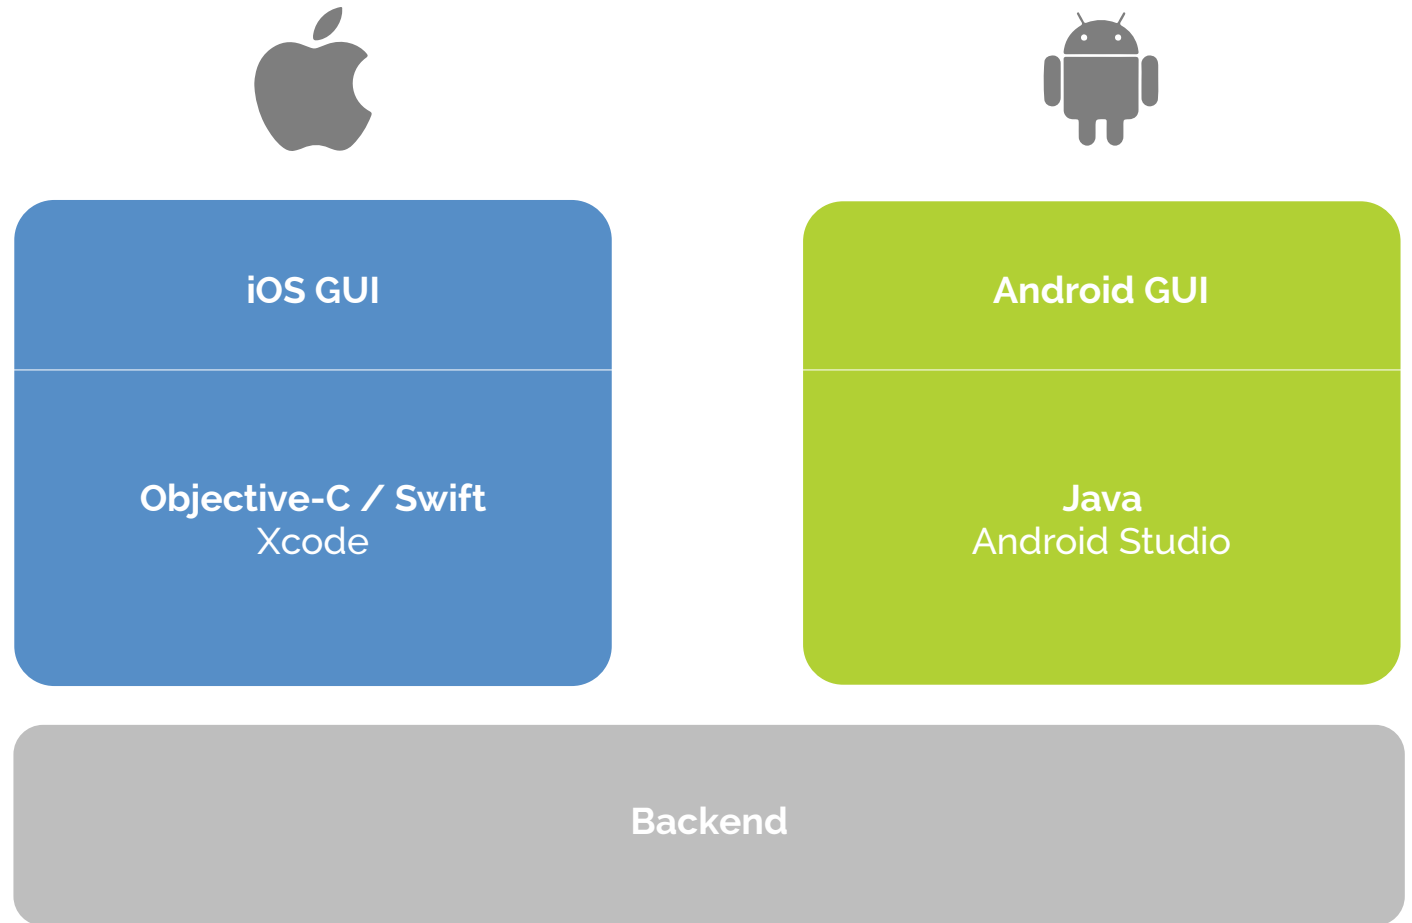 iOS GUI
Objective-C / Swift
Xcode
Android GUI
Java
Android Studio
Backend